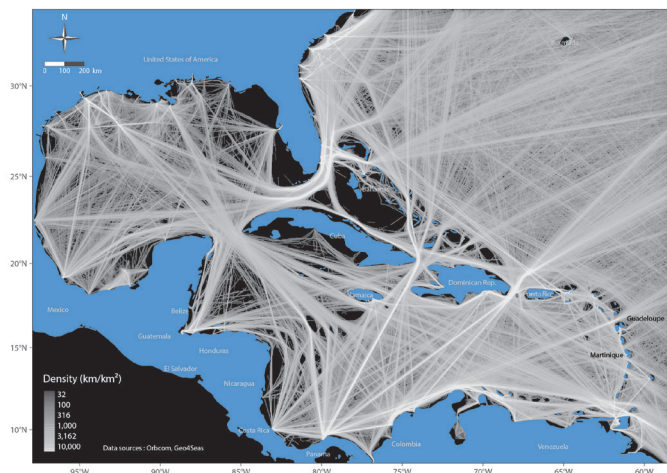 N
0 100 200 km
United States of America
30°N
25°N
Bahamas
Cuba
20°N
Dominican Rep.
Puerto Rico
Jamaica
Mexico
Belize
Guadeloupe
Guatemala
15°N
Honduras
Martinique
El Salvador
Nicaragua
Density (km/km²)
32
100
316
1,000
3,162
10,000
10°N
Costa Rica
Data sources : Orbcom, Geo4Seas
Panama
Colombia
Venezuela
95°W 90°W 85°W 80°W 75°W 70°W 65°W 60°W